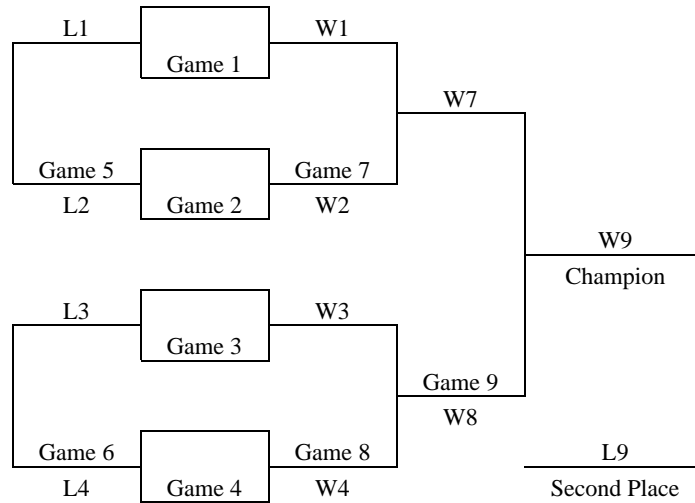 L1 W1
Game 1
W7
Game 5 Game 7
L2 Game 2 W2
W9
Champion
L3 W3
Game 3
Game 9
W8
Game 6 Game 8 L9
L4 Game 4 W4 Second Place